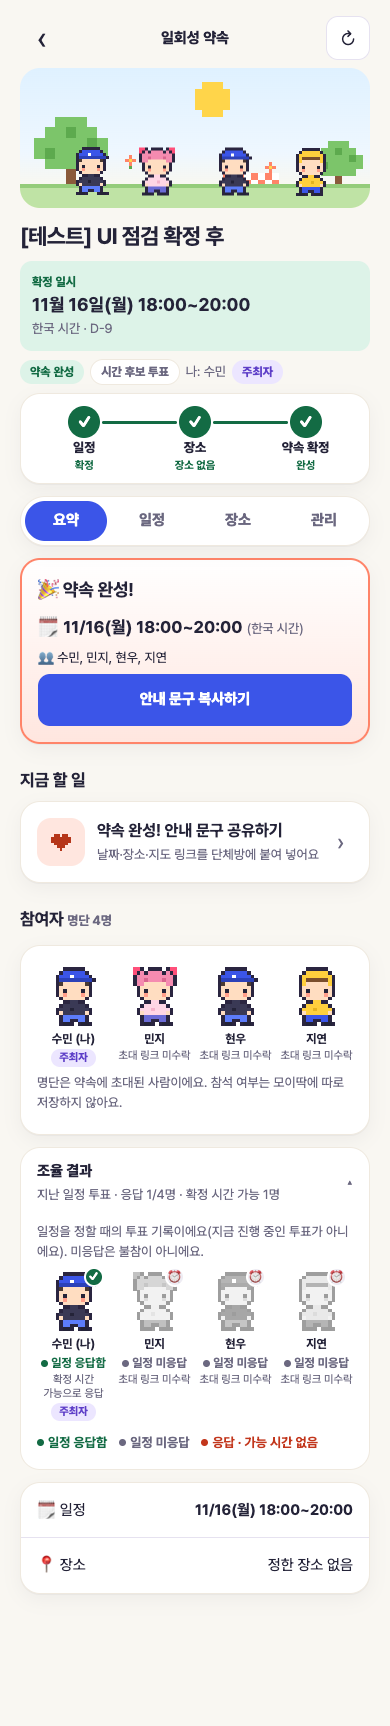 일회성 약속
[테스트] UI 점검 확정 후
확정 일시
11월 16일(월) 18:00~20:00
한국 시간 · D-9
약속 완성 시간 후보 투표 나: 수민 주최자
일정 장소 약속 확정
확정 장소 없음 완성
요약 일정 장소 관리
약속 완성!
11/16(월) 18:00~20:00 (한국 시간)
수민, 민지, 현우, 지연
안내 문구 복사하기
지금 할 일
약속 완성! 안내 문구 공유하기
날짜·장소·지도 링크를 단체방에 붙여 넣어요
참여자 명단 4명
수민 (나) 민지 현우 지연
주최자 초대 링크 미수락 초대 링크 미수락 초대 링크 미수락
명단은 약속에 초대된 사람이에요. 참석 여부는 모이딱에 따로
저장하지 않아요.
조율 결과
지난 일정 투표 · 응답 1/4명 · 확정 시간 가능 1명
일정을 정할 때의 투표 기록이에요(지금 진행 중인 투표가 아니
에요). 미응답은 불참이 아니에요.
수민 (나) 민지 현우 지연
일정 응답함 일정 미응답 일정 미응답 일정 미응답
확정 시간 초대 링크 미수락 초대 링크 미수락 초대 링크 미수락
가능으로 응답
주최자
일정 응답함 일정 미응답 응답 · 가능 시간 없음
일정 11/16(월) 18:00~20:00
장소 정한 장소 없음